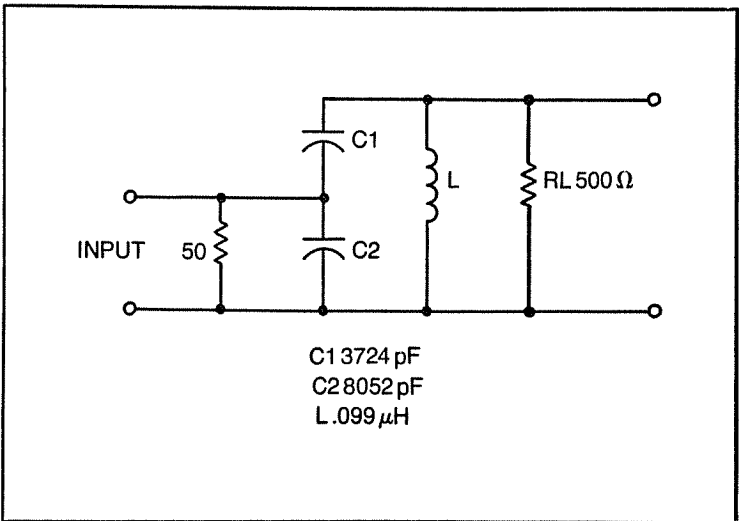 C1
L
RL 500 Ω
INPUT
50
C2
C1 3724 pF
C2 8052 pF
L .099 μH